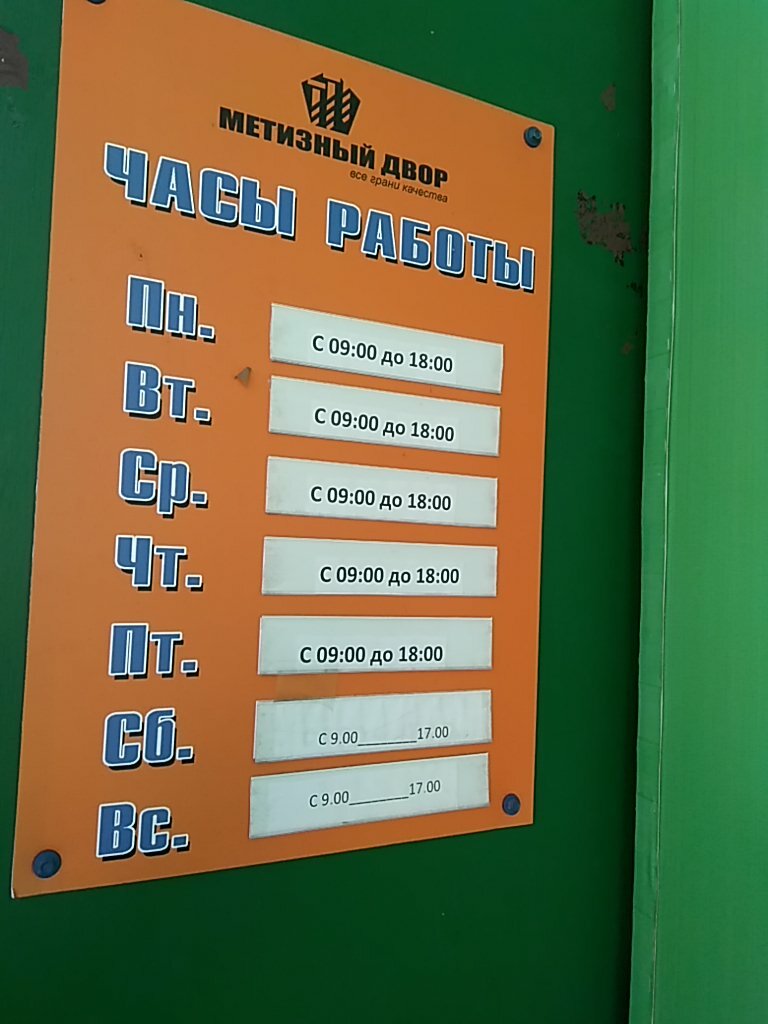 МЕТИЗНЫЙ ДВОР
все грани качества
ЧАСЫ РАБОТЫ
Пн. С 09:00 до 18:00
Вт. С 09:00 до 18:00
Ср. С 09:00 до 18:00
Чт. С 09:00 до 18:00
Пт. С 09:00 до 18:00
Сб. С 9.00________17.00
Вс. С 9.00________17.00